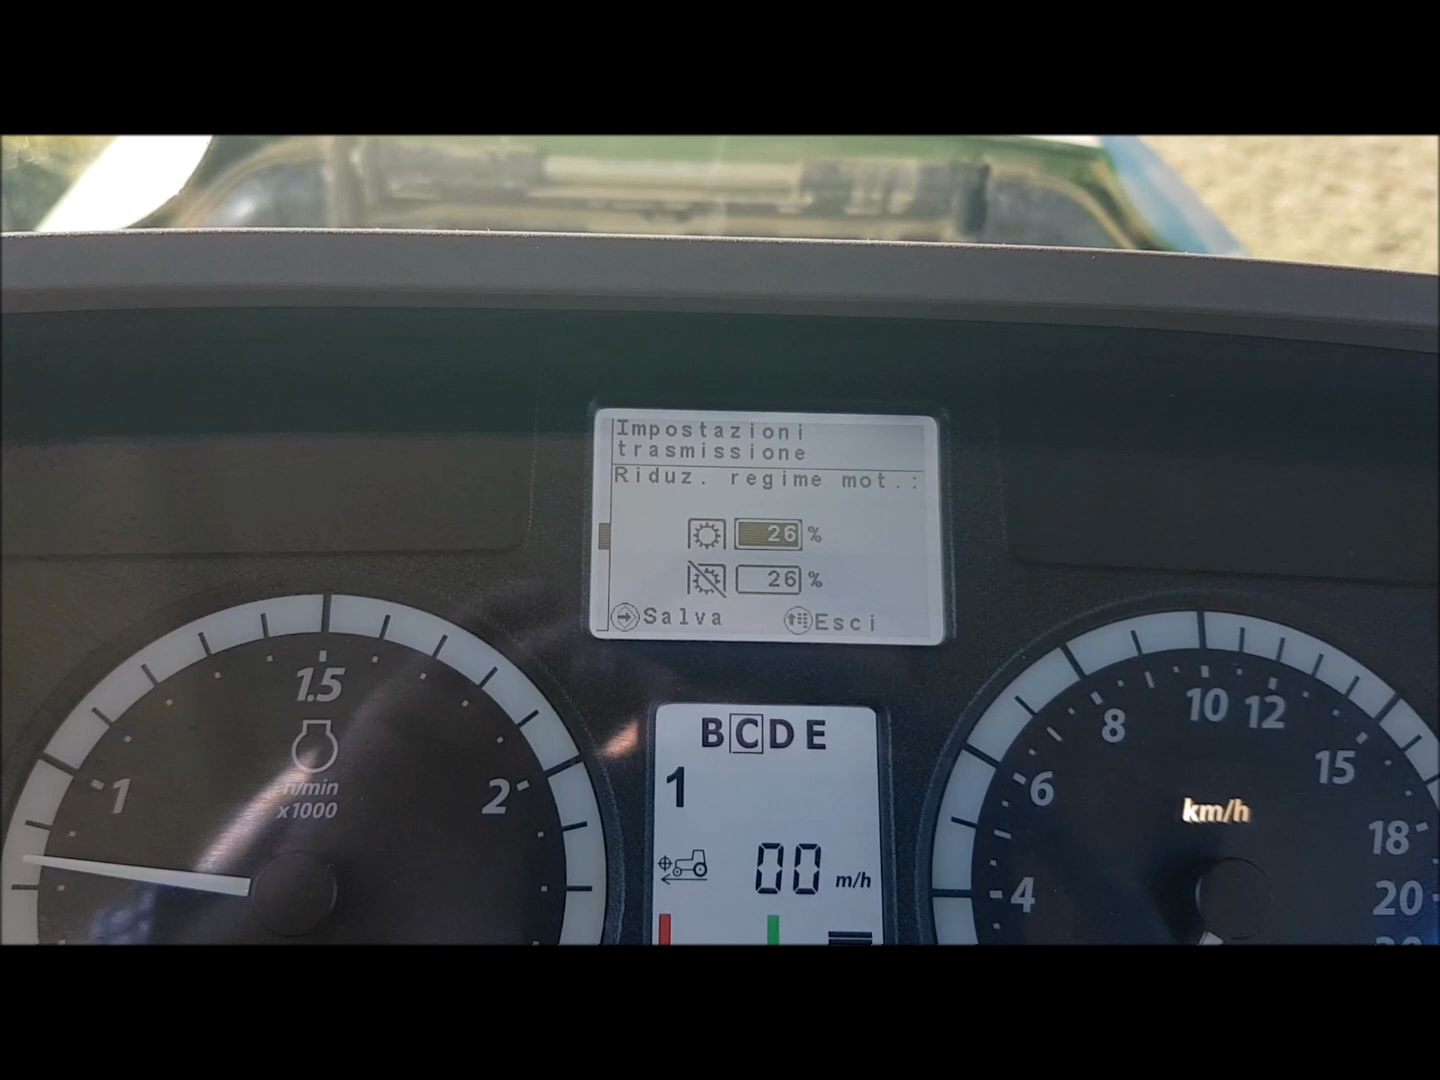 Impostazioni
trasmissione
Riduz. regime mot.:
26 %
26 %
Salva Esci
1
1.5
2
n/min
x1000
BCDE
1
00 m/h
4
6
8
10
12
15
18
20
km/h